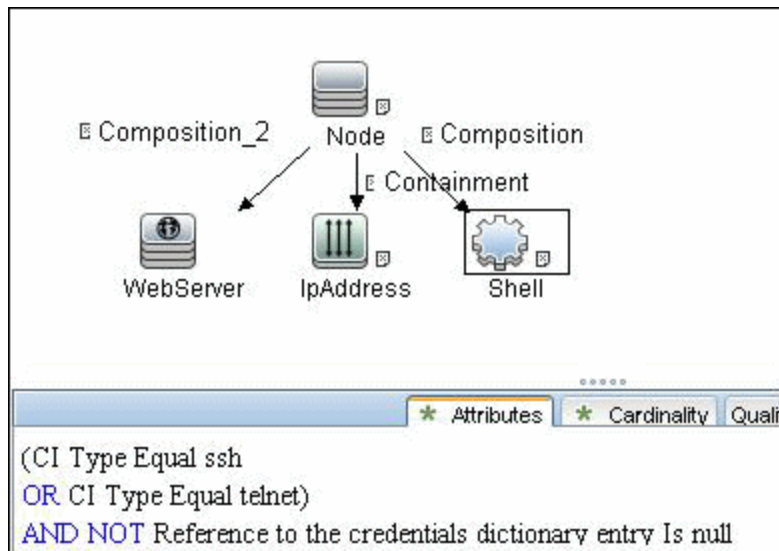 Node
Composition_2
Composition
Containment
WebServer
IpAddress
Shell
Attributes
Cardinality
Quali
(CI Type Equal ssh
OR CI Type Equal telnet)
AND NOT Reference to the credentials dictionary entry Is null